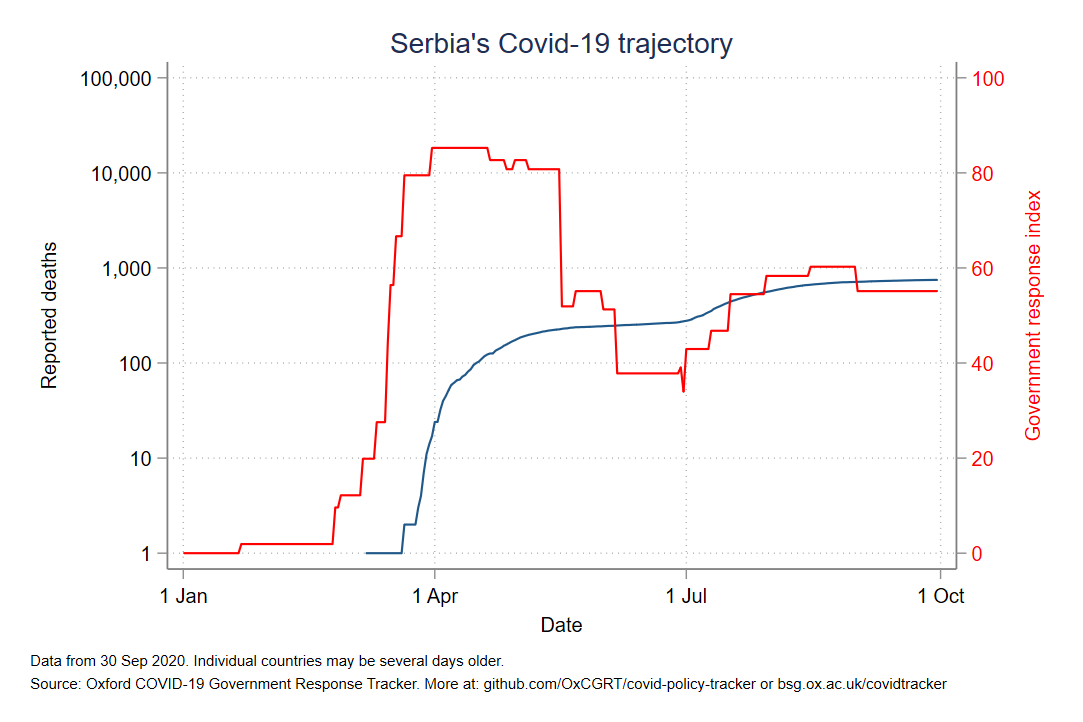 Serbia's Covid-19 trajectory
100,000
10,000
1,000
100
10
1
Reported deaths
100
80
60
40
20
0
Government response index
1 Jan
1 Apr
1 Jul
1 Oct
Date
Data from 30 Sep 2020. Individual countries may be several days older.
Source: Oxford COVID-19 Government Response Tracker. More at: github.com/OxCGRT/covid-policy-tracker or bsg.ox.ac.uk/covidtracker